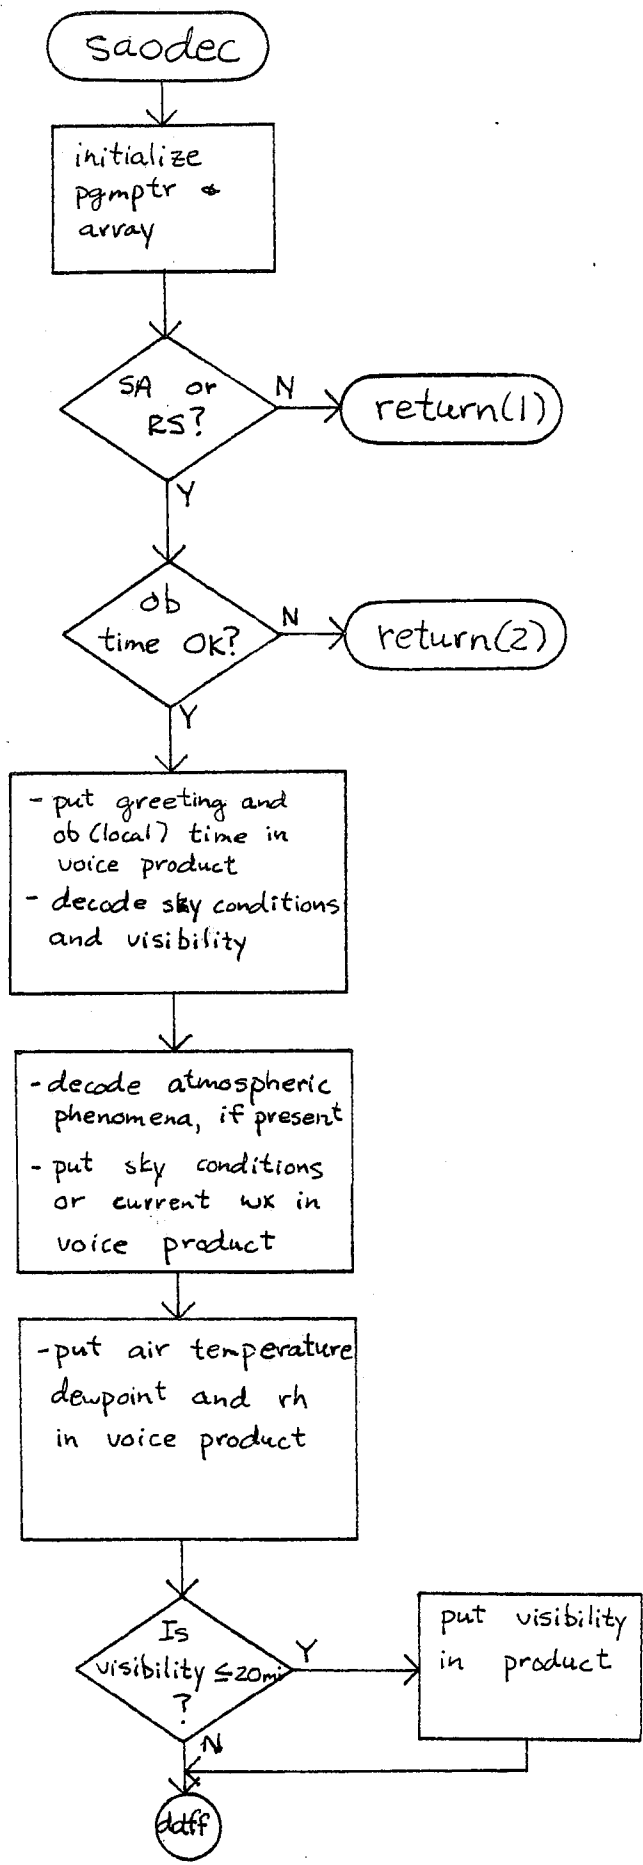 saodec
initialize
pgmptr &
array
SA or
RS?
N
return(1)
Y
ob
time OK?
N
return(2)
Y
- put greeting and
ob (local) time in
voice product
- decode sky conditions
and visibility
- decode atmospheric
phenomena, if present
- put sky conditions
or current wx in
voice product
- put air temperature
dewpoint and rh
in voice product
Is
visibility ≤20mi
?
Y
put visibility
in product
N
ddff